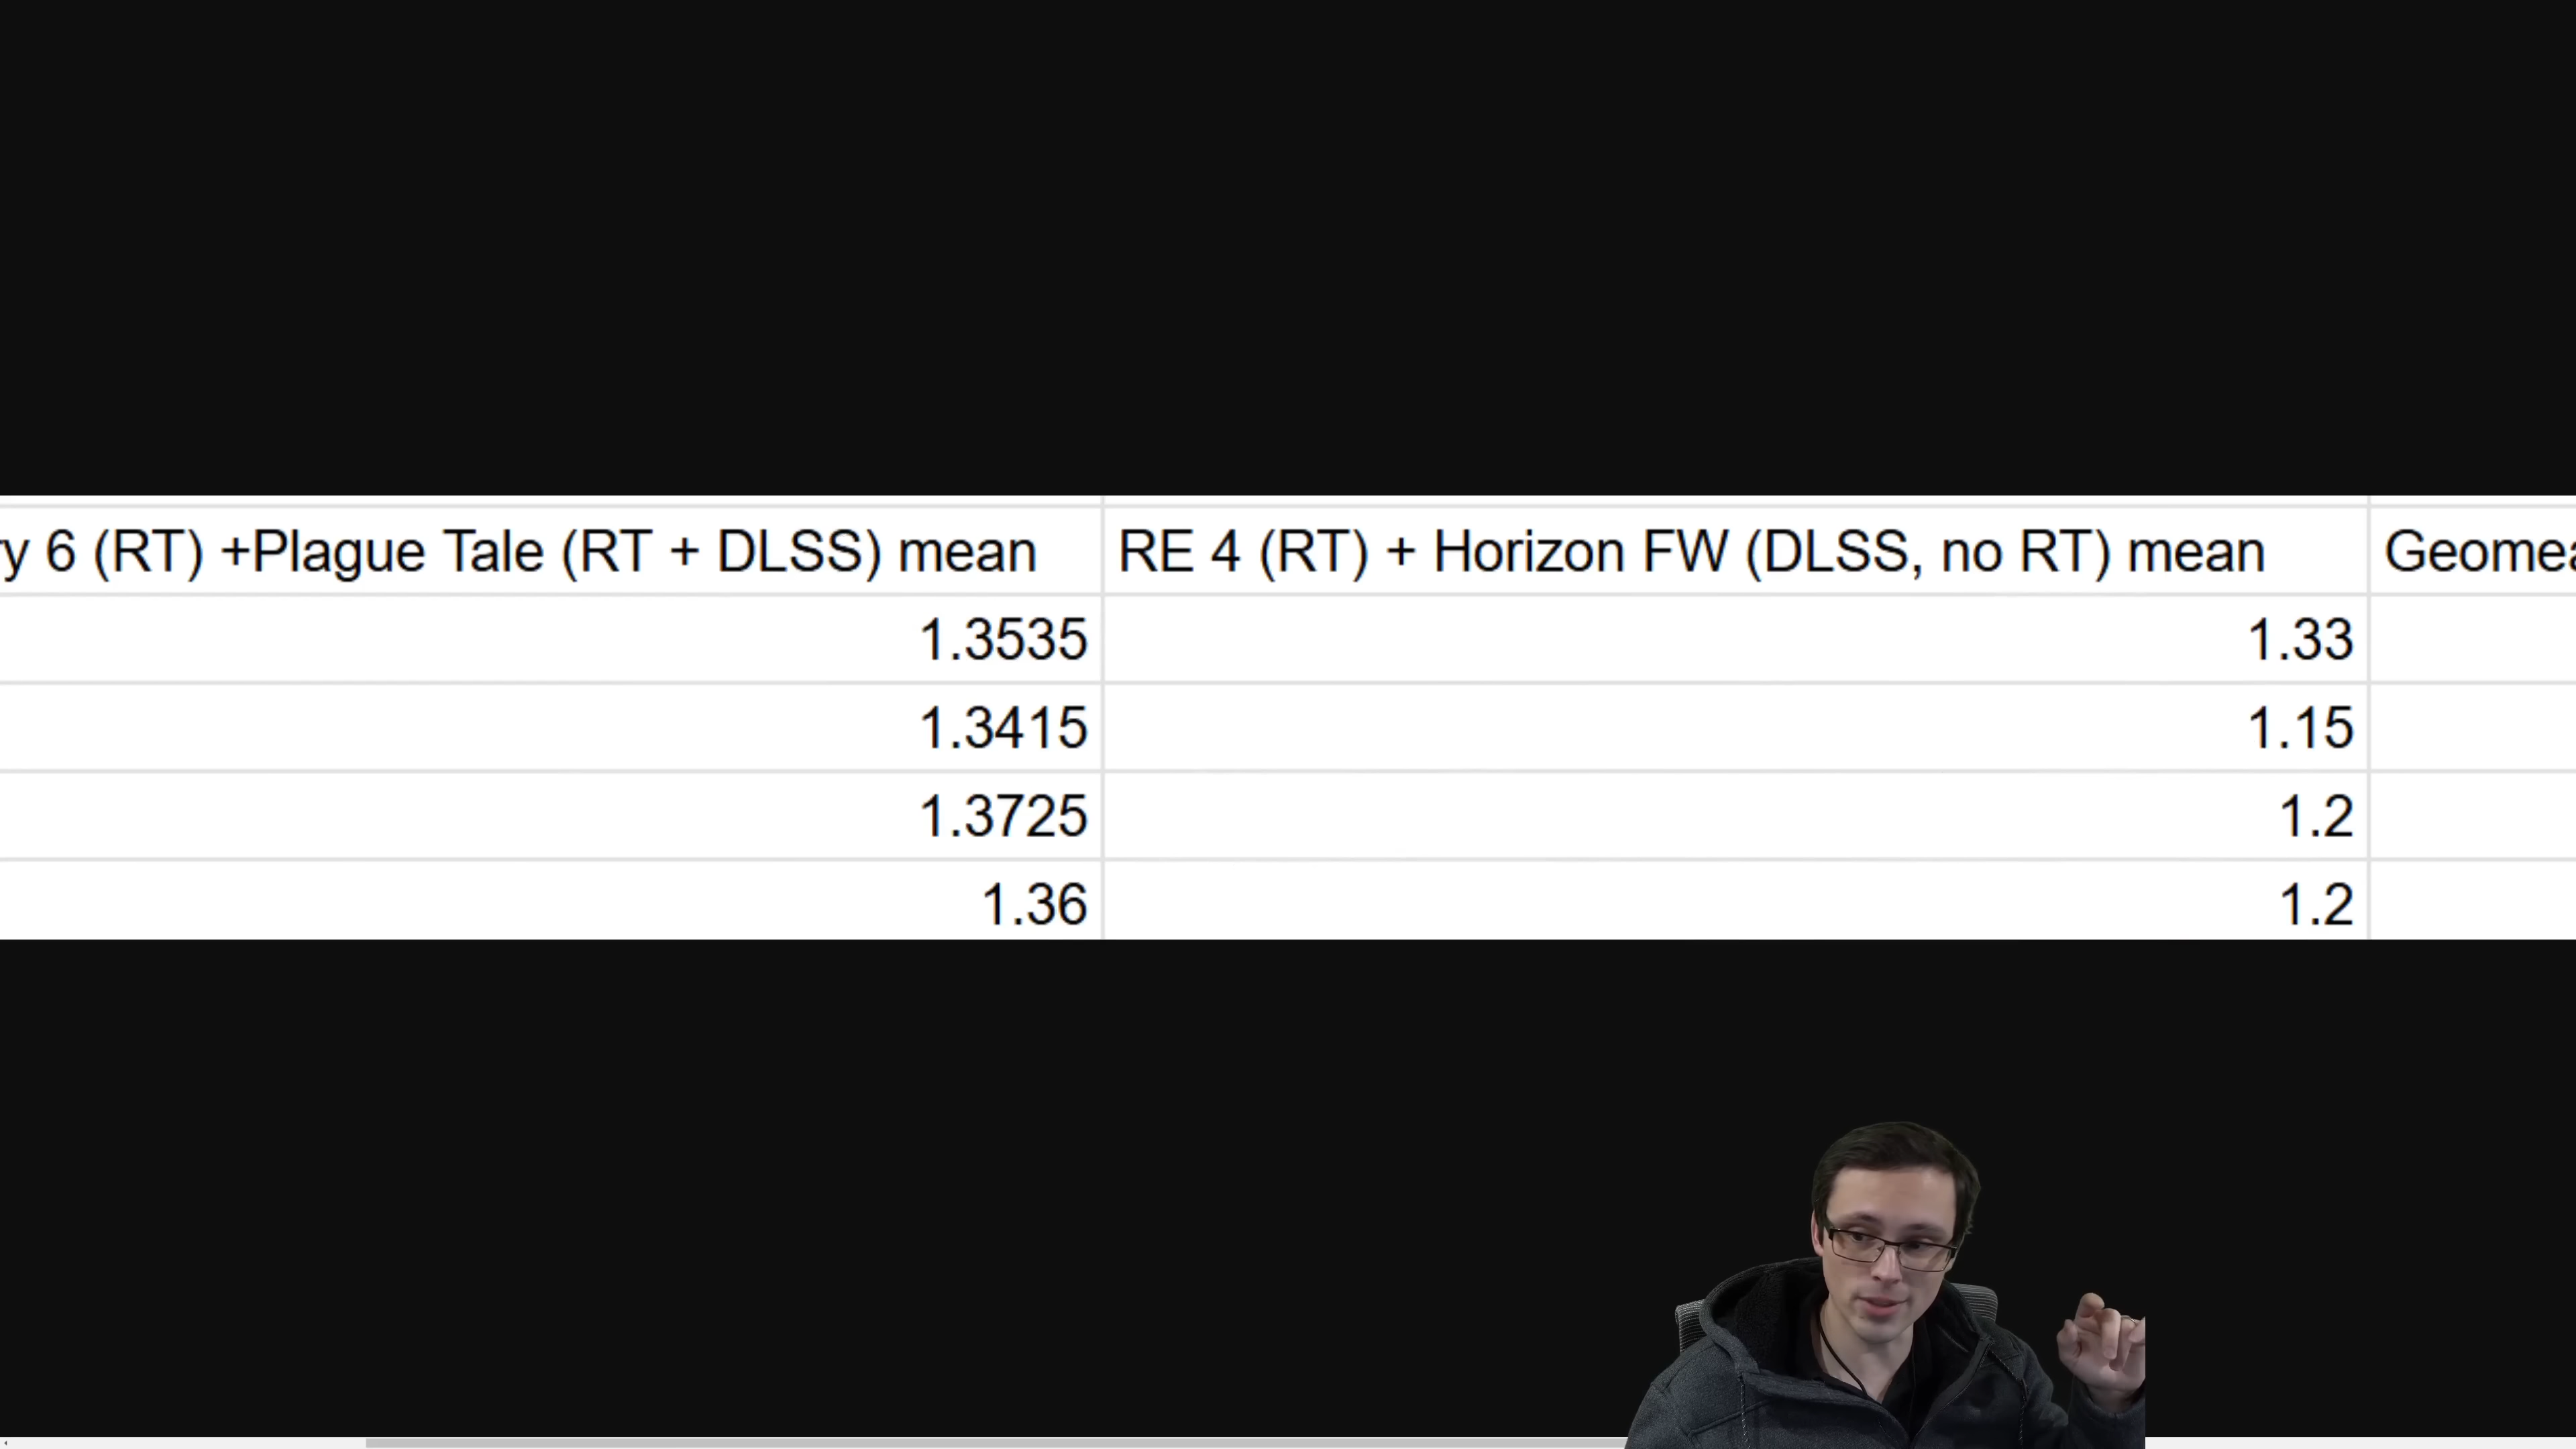 ry 6 (RT) +Plague Tale (RT + DLSS) mean RE 4 (RT) + Horizon FW (DLSS, no RT) mean Geomea
1.3535 1.33
1.3415 1.15
1.3725 1.2
1.36 1.2